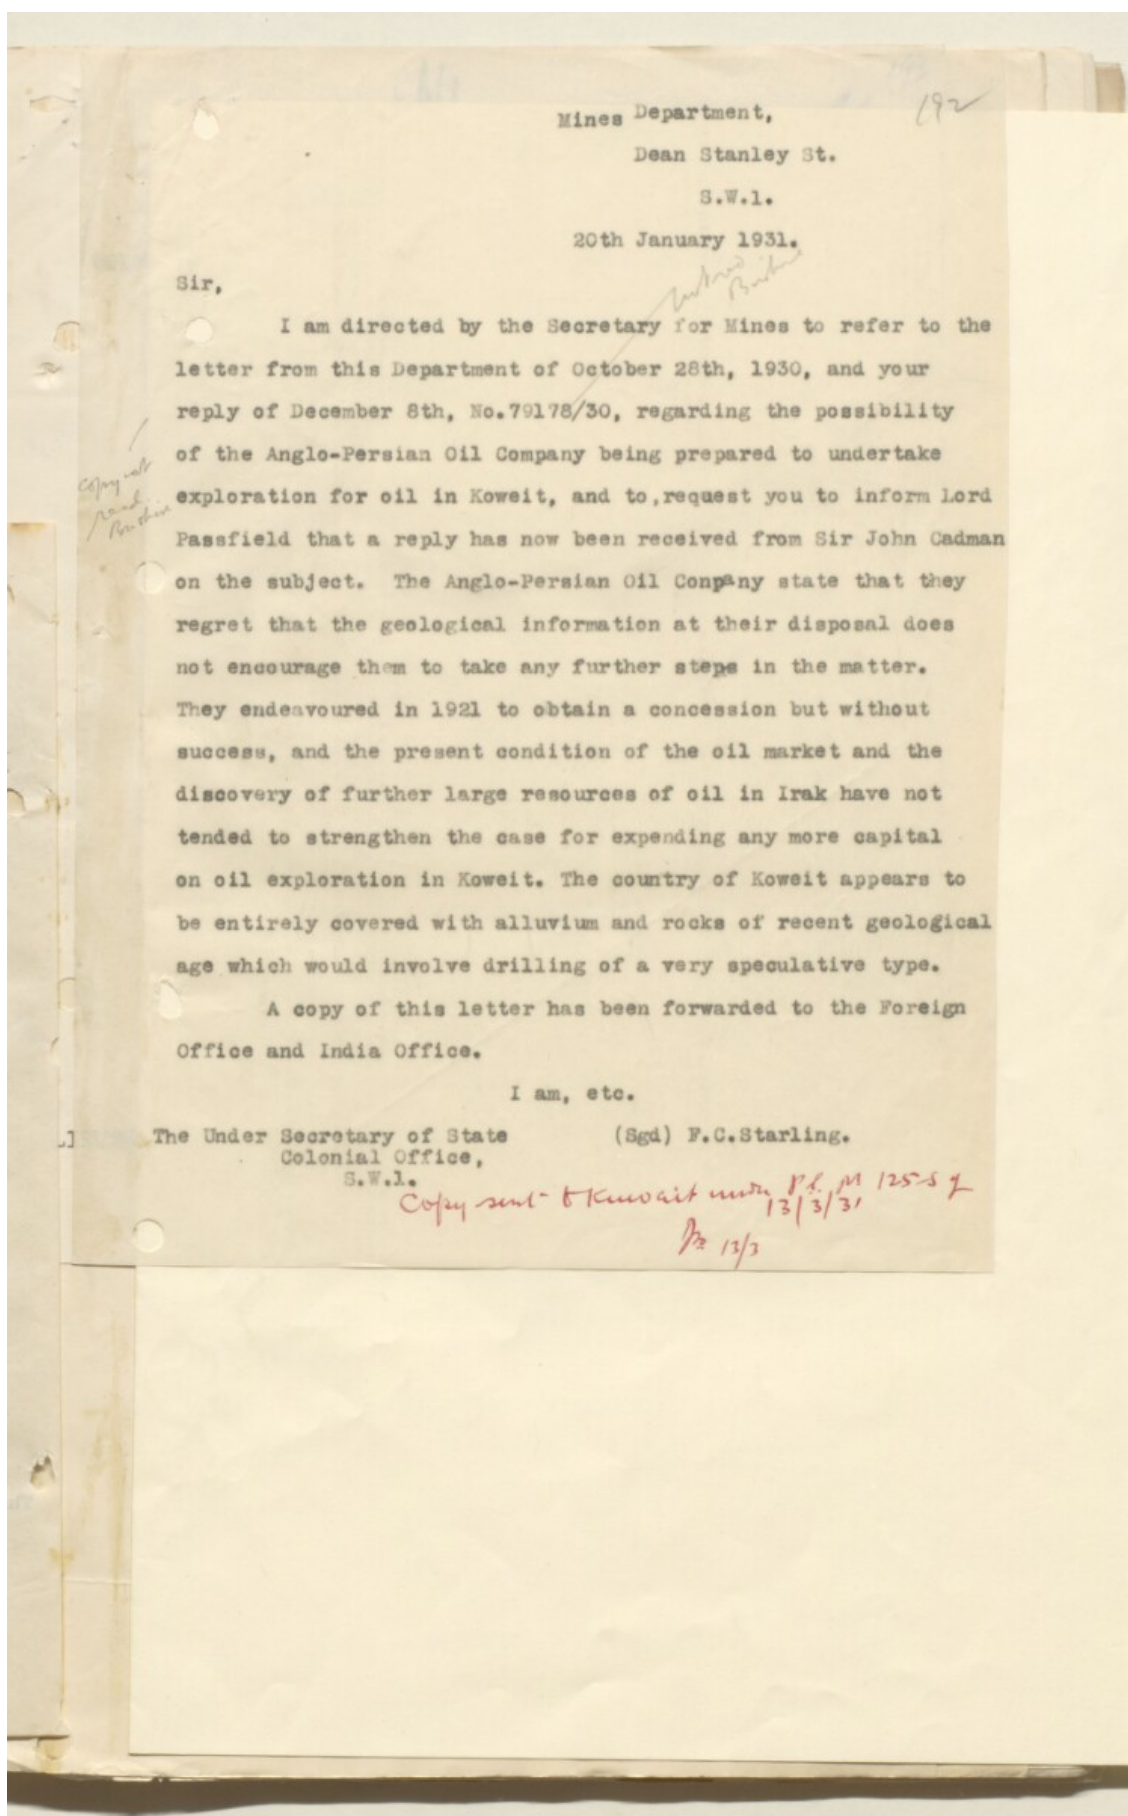 192
Mines Department,
Dean Stanley St.
S.W.1.
20th January 1931.
Sir,
I am directed by the Secretary for Mines to refer to the
letter from this Department of October 28th, 1930, and your
reply of December 8th, No.79178/30, regarding the possibility
of the Anglo-Persian Oil Company being prepared to undertake
exploration for oil in Koweit, and to,request you to inform Lord
Passfield that a reply has now been received from Sir John Cadman
on the subject. The Anglo-Persian Oil Conpany state that they
regret that the geological information at their disposal does
not encourage them to take any further steps in the matter.
They endeavoured in 1921 to obtain a concession but without
success, and the present condition of the oil market and the
discovery of further large resources of oil in Irak have not
tended to strengthen the case for expending any more capital
on oil exploration in Koweit. The country of Koweit appears to
be entirely covered with alluvium and rocks of recent geological
age which would involve drilling of a very speculative type.
A copy of this letter has been forwarded to the Foreign
Office and India Office.
I am, etc.
The Under Secretary of State (Sgd) F.C.Starling.
Colonial Office,
S.W.1.
Copy not
recd
Bushire
Copy sent to Kuwait under P.L. 125-S of
13/3/31
13/3